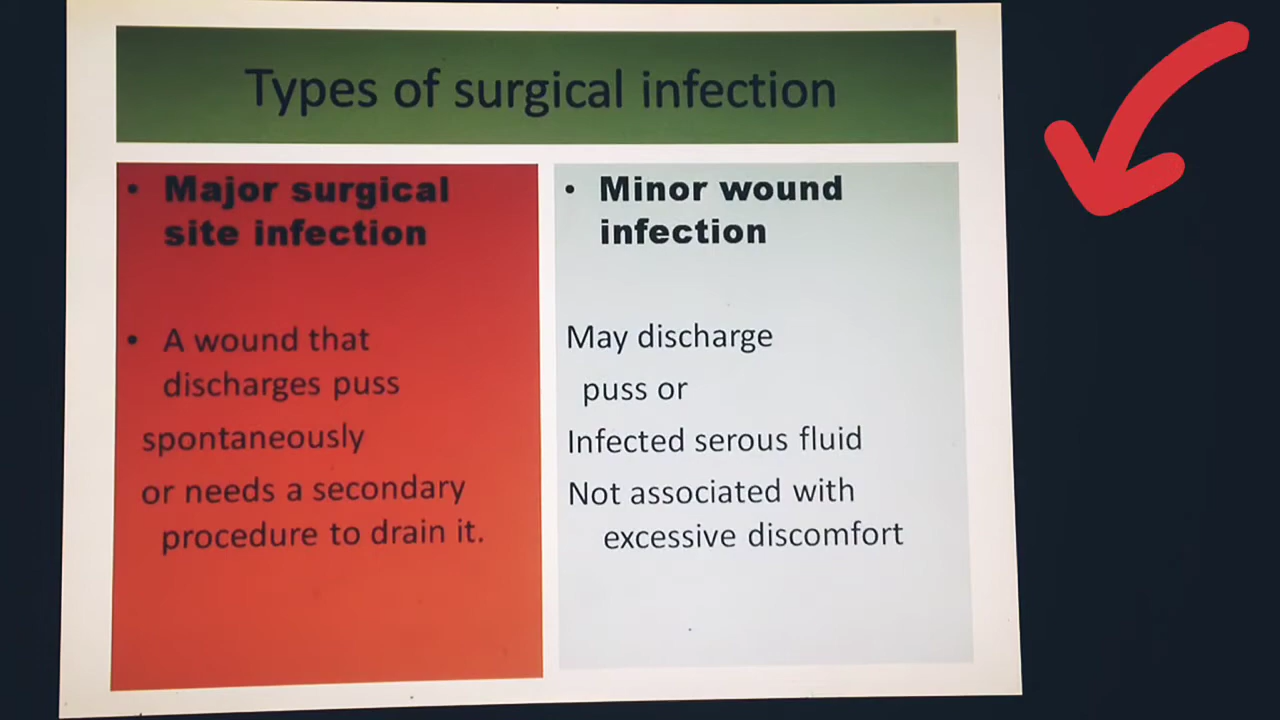 Types of surgical infection
• Major surgical
site infection
• A wound that
discharges puss
spontaneously
or needs a secondary
procedure to drain it.
• Minor wound
infection
May discharge
puss or
Infected serous fluid
Not associated with
excessive discomfort